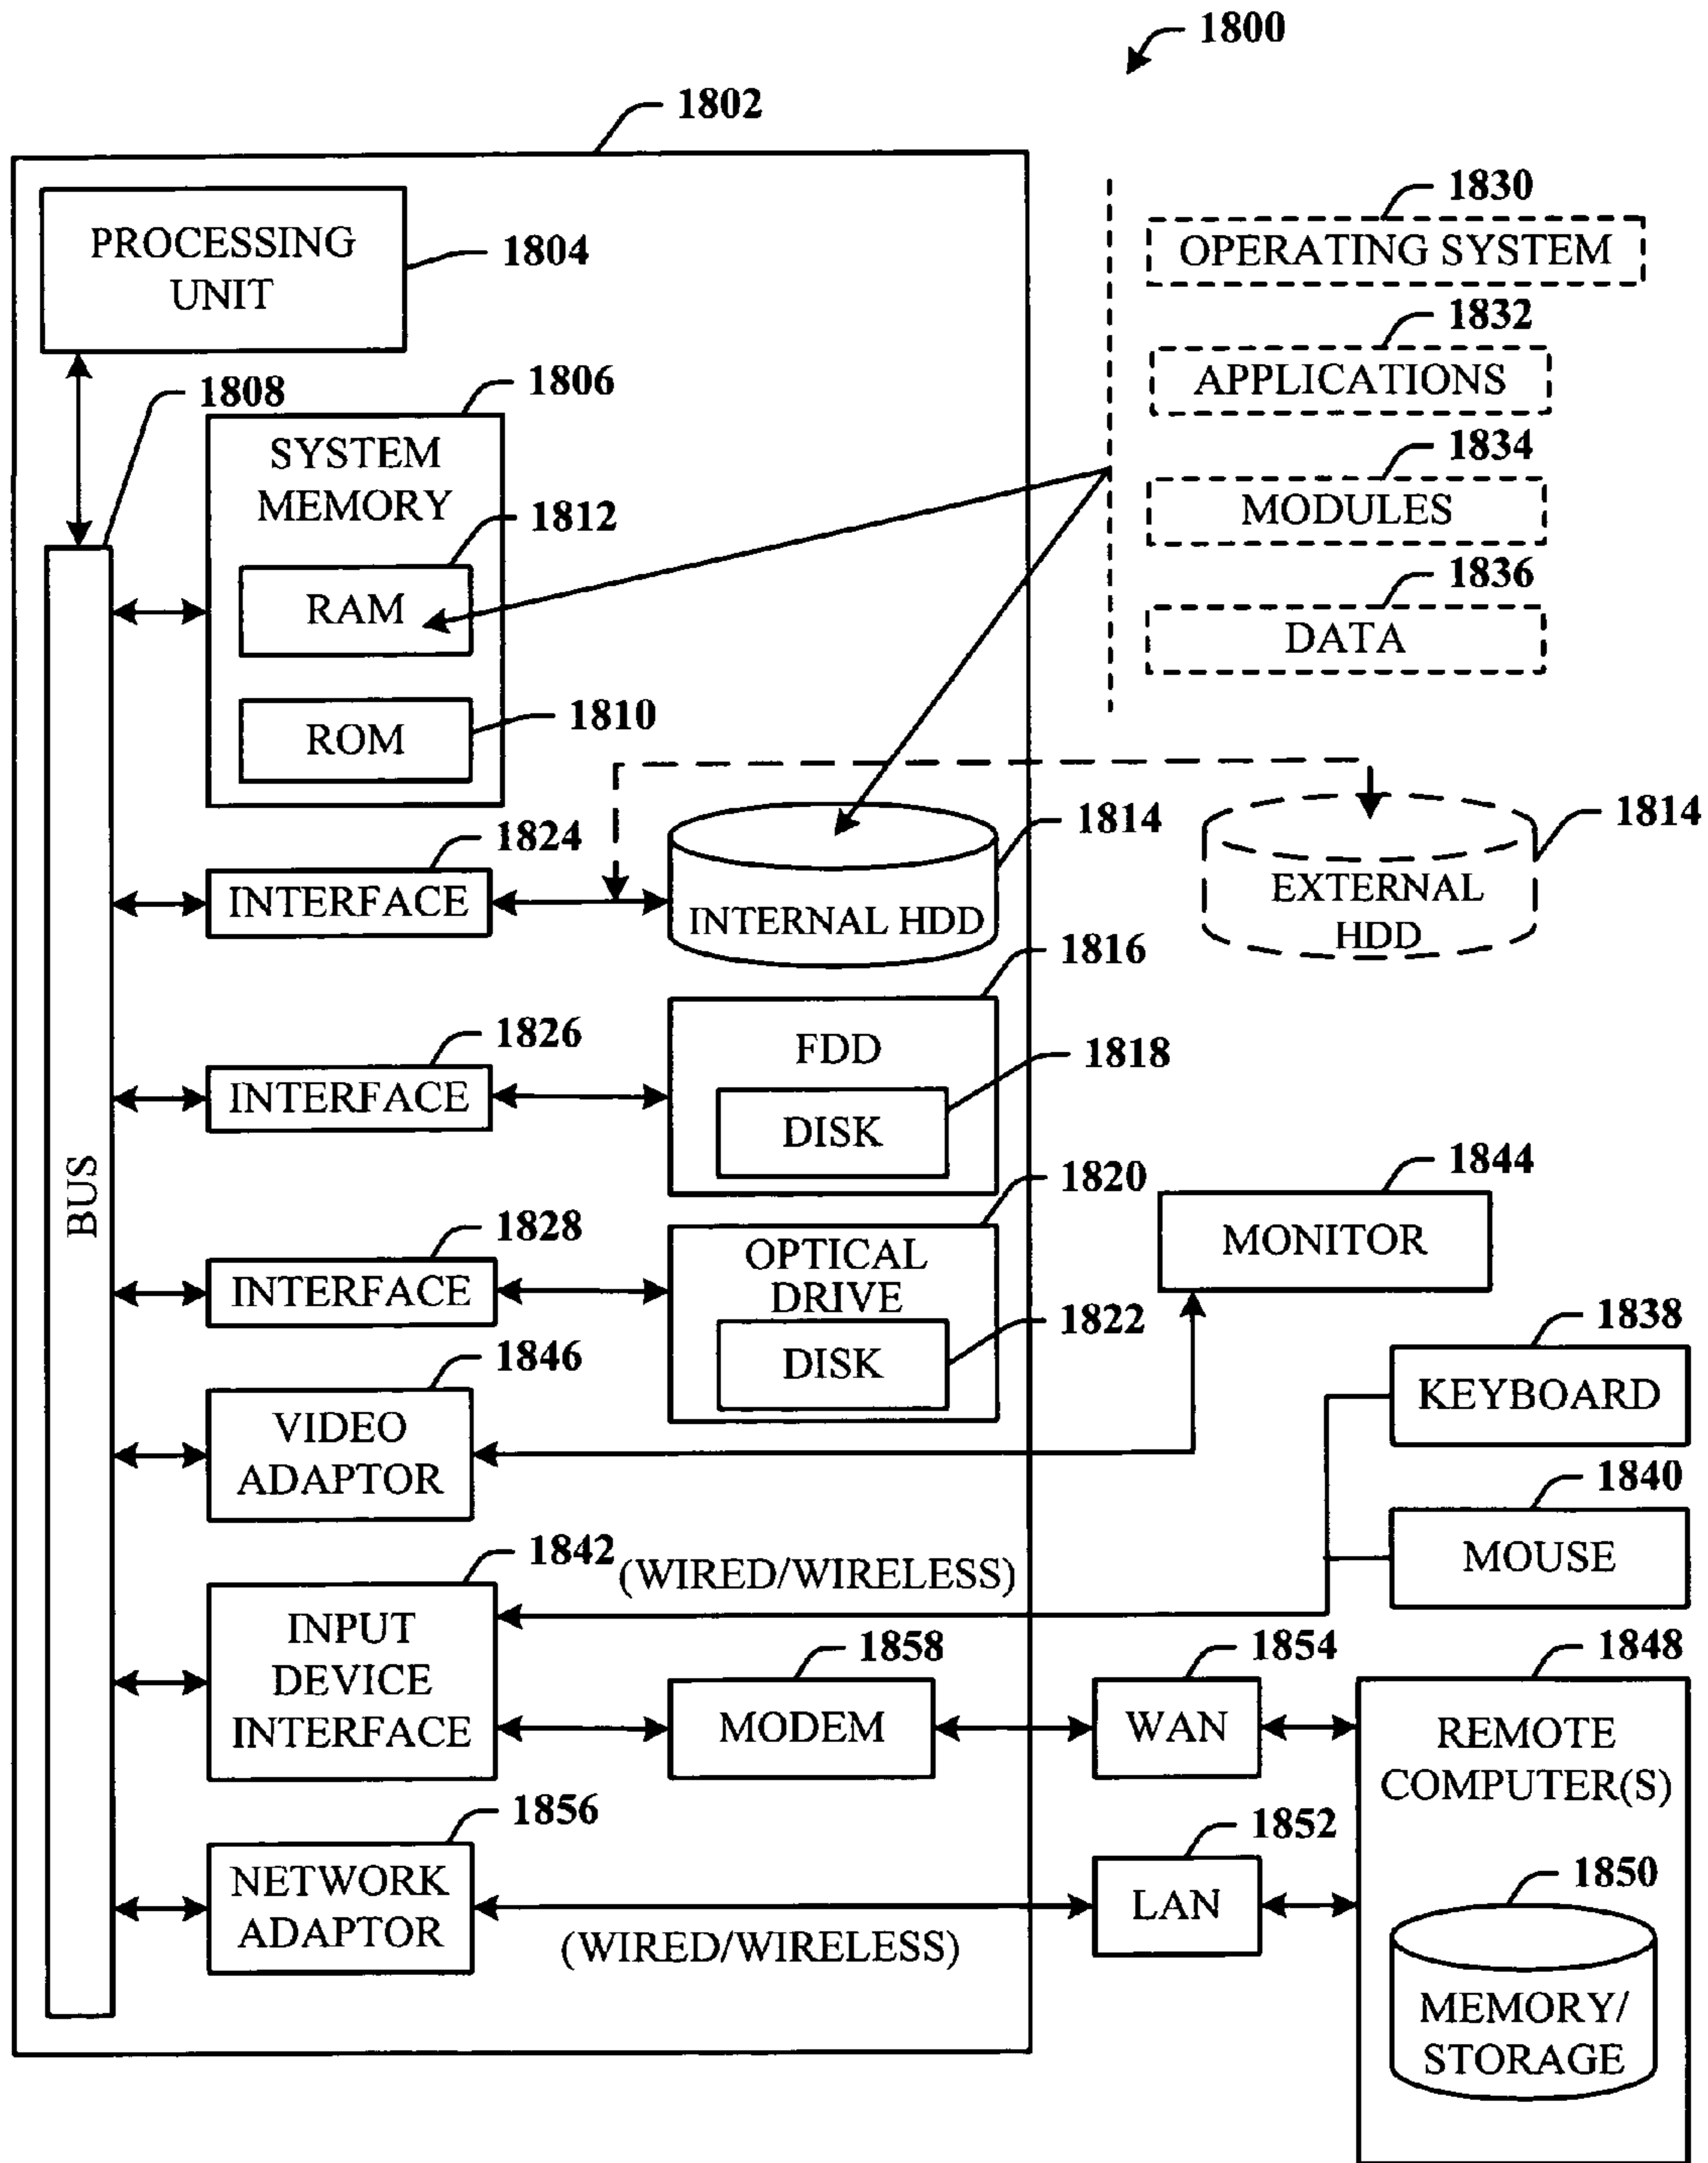 1800
1802
PROCESSING
UNIT
1804
1830
OPERATING SYSTEM
1832
APPLICATIONS
1834
MODULES
1836
DATA
1808
1806
SYSTEM
MEMORY
1812
RAM
1810
ROM
1824
INTERFACE
1814
INTERNAL HDD
1814
EXTERNAL
HDD
1816
FDD
1826
INTERFACE
1818
DISK
BUS
1820
OPTICAL
DRIVE
1828
INTERFACE
1822
DISK
1844
MONITOR
1846
VIDEO
ADAPTOR
1838
KEYBOARD
1840
MOUSE
1842
(WIRED/WIRELESS)
INPUT
DEVICE
INTERFACE
1858
MODEM
1854
WAN
1848
REMOTE
COMPUTER(S)
1856
NETWORK
ADAPTOR
(WIRED/WIRELESS)
1852
LAN
1850
MEMORY/
STORAGE